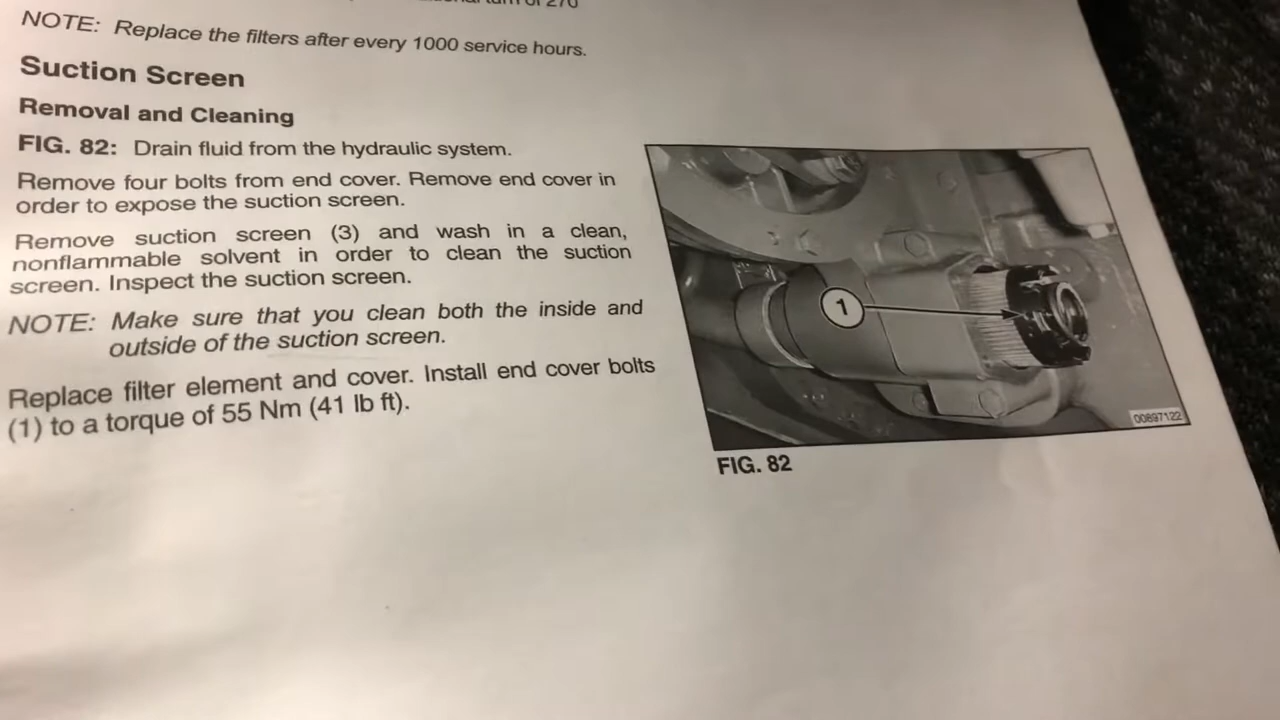 of 270
NOTE: Replace the filters after every 1000 service hours.
Suction Screen
Removal and Cleaning
FIG. 82: Drain fluid from the hydraulic system.
Remove four bolts from end cover. Remove end cover in
order to expose the suction screen.
Remove suction screen (3) and wash in a clean,
nonflammable solvent in order to clean the suction
screen. Inspect the suction screen.
NOTE: Make sure that you clean both the inside and
outside of the suction screen.
Replace filter element and cover. Install end cover bolts
(1) to a torque of 55 Nm (41 lb ft).
1
00897122
FIG. 82